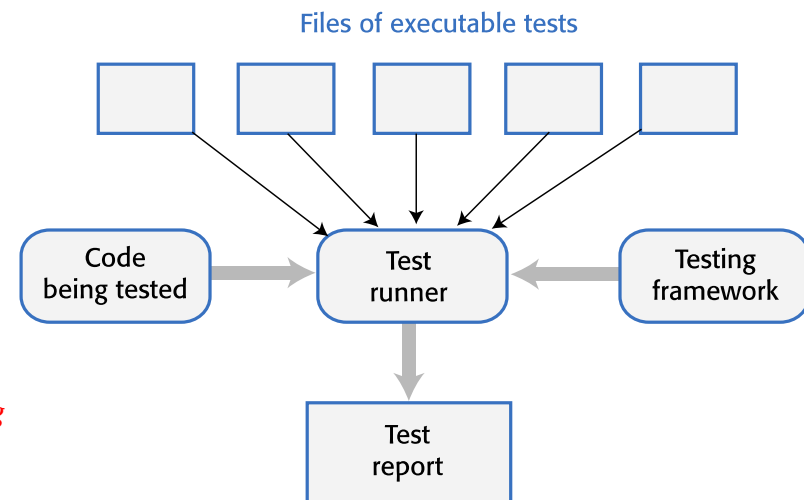 Files of executable tests
Code
being tested
Test
runner
Testing
framework
Test
report